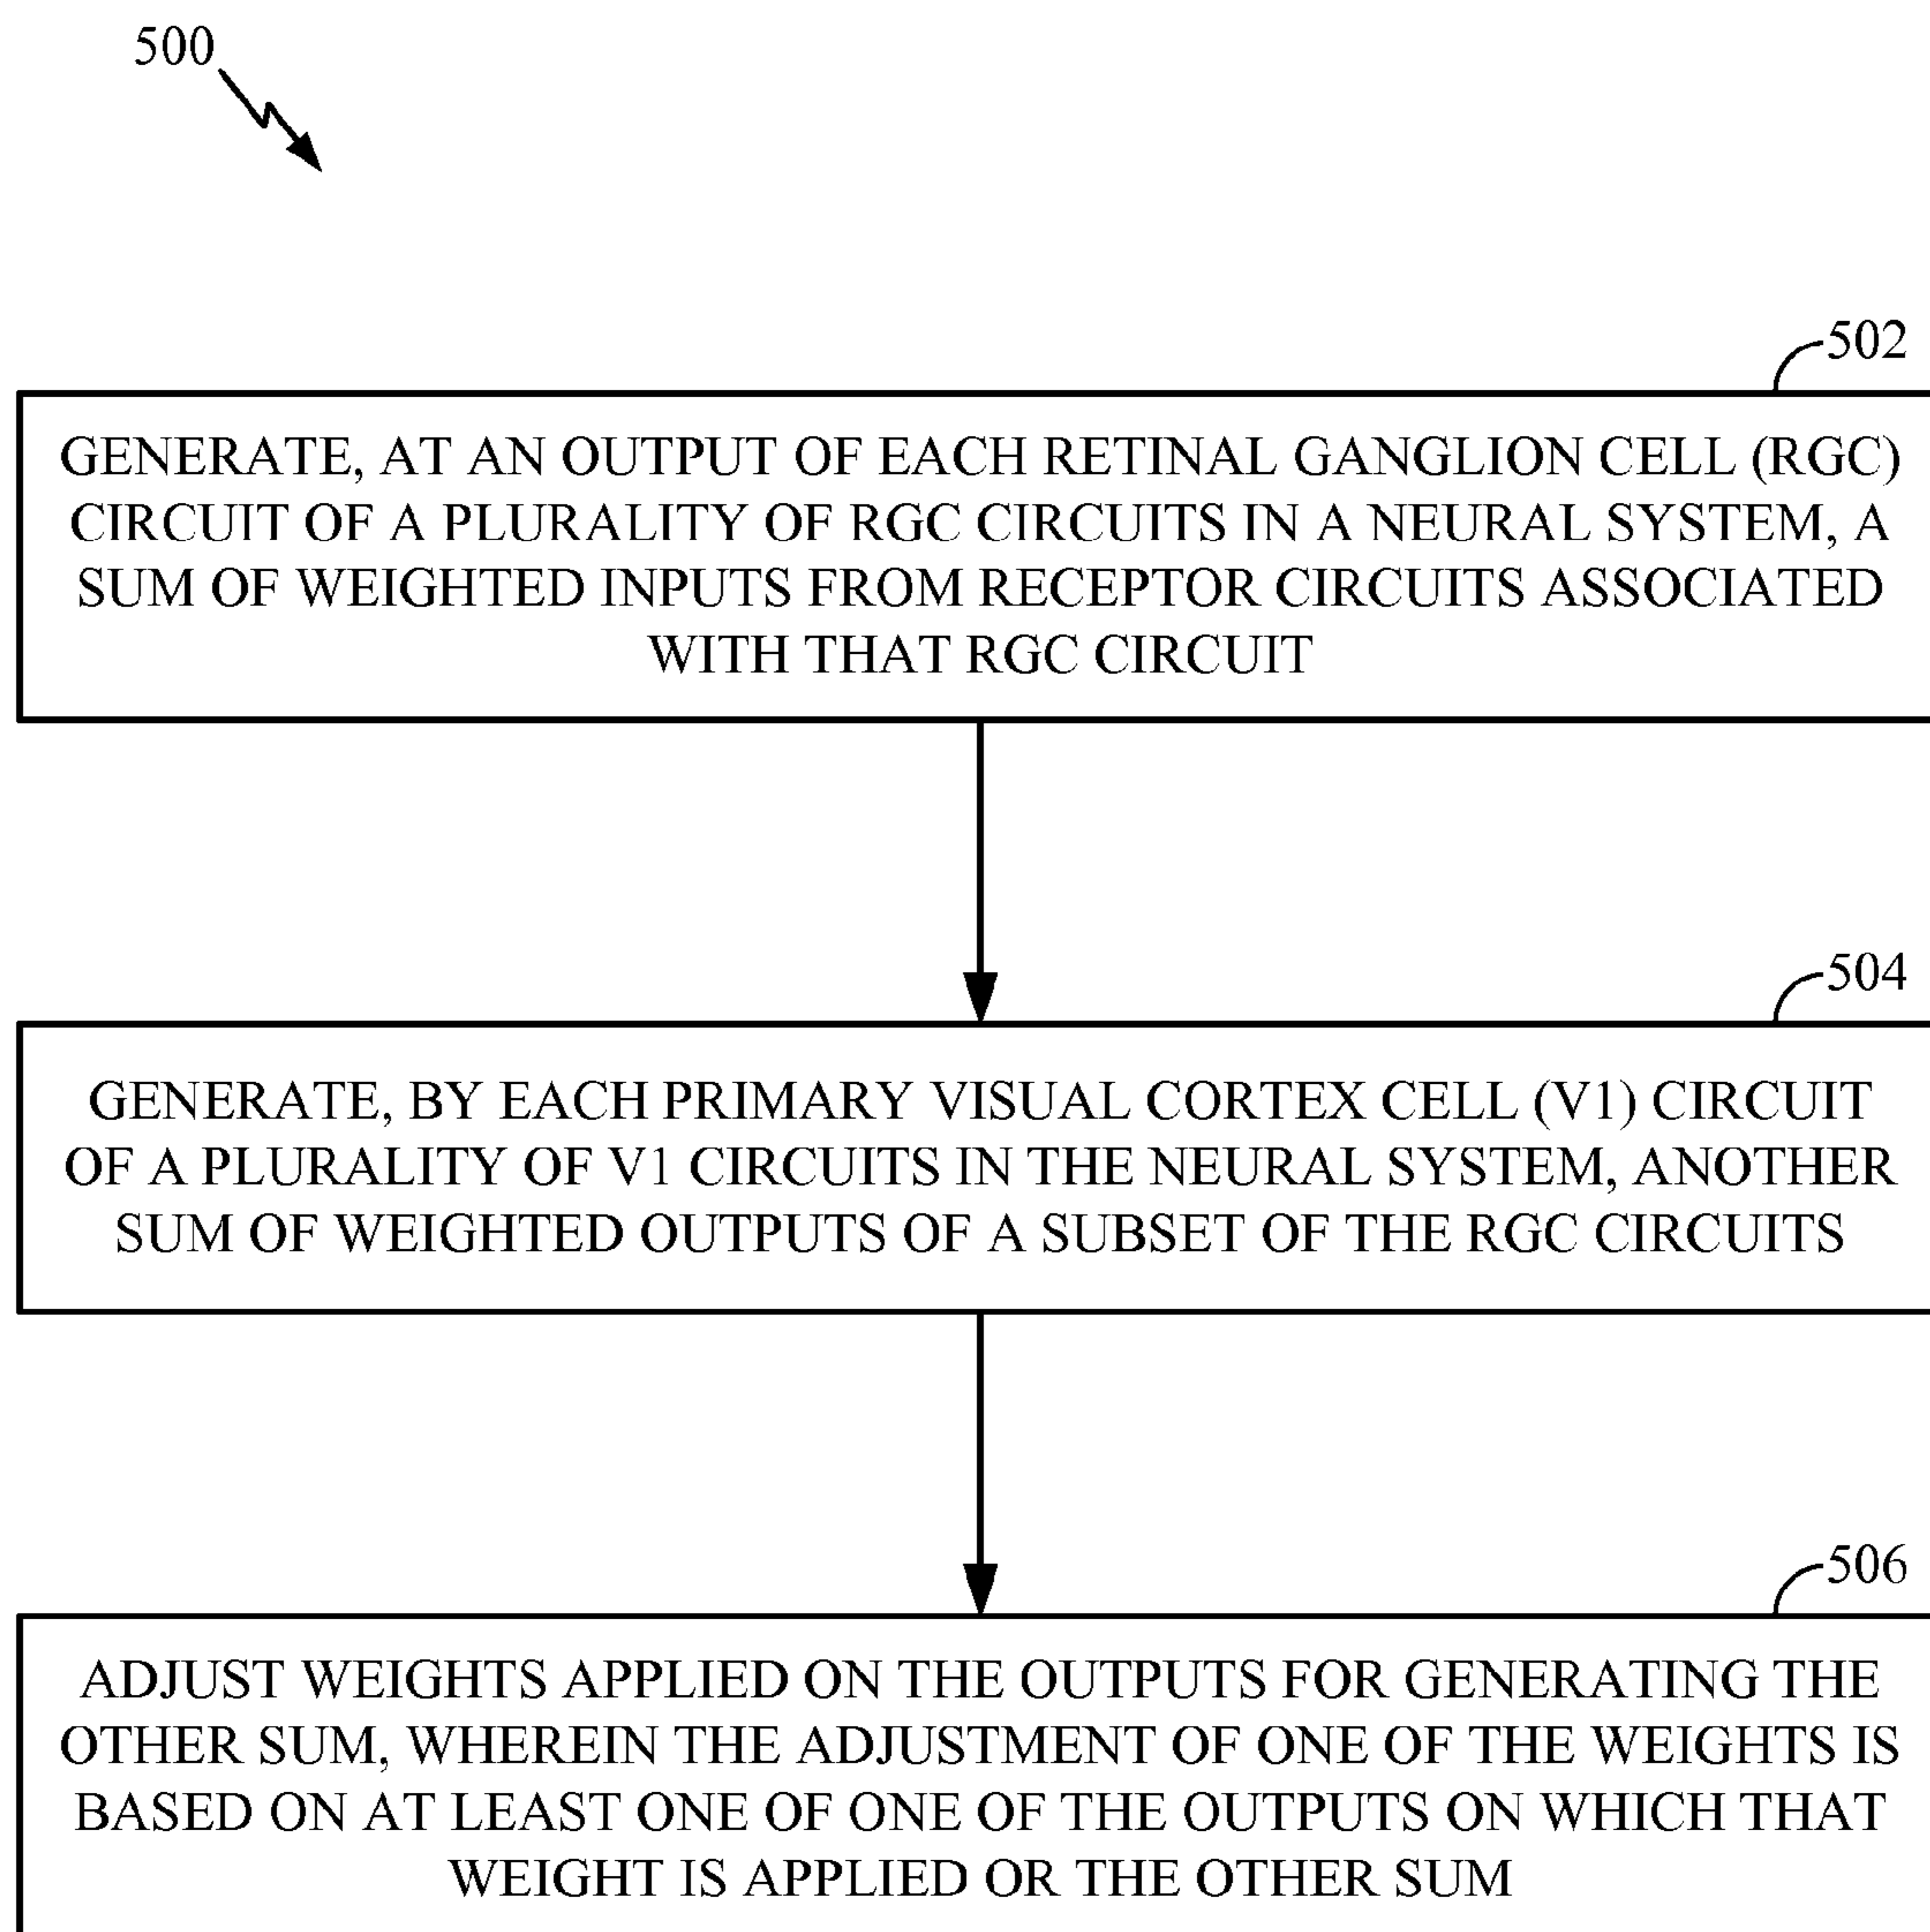 500
502
GENERATE, AT AN OUTPUT OF EACH RETINAL GANGLION CELL (RGC)
CIRCUIT OF A PLURALITY OF RGC CIRCUITS IN A NEURAL SYSTEM, A
SUM OF WEIGHTED INPUTS FROM RECEPTOR CIRCUITS ASSOCIATED
WITH THAT RGC CIRCUIT
504
GENERATE, BY EACH PRIMARY VISUAL CORTEX CELL (V1) CIRCUIT
OF A PLURALITY OF V1 CIRCUITS IN THE NEURAL SYSTEM, ANOTHER
SUM OF WEIGHTED OUTPUTS OF A SUBSET OF THE RGC CIRCUITS
506
ADJUST WEIGHTS APPLIED ON THE OUTPUTS FOR GENERATING THE
OTHER SUM, WHEREIN THE ADJUSTMENT OF ONE OF THE WEIGHTS IS
BASED ON AT LEAST ONE OF ONE OF THE OUTPUTS ON WHICH THAT
WEIGHT IS APPLIED OR THE OTHER SUM